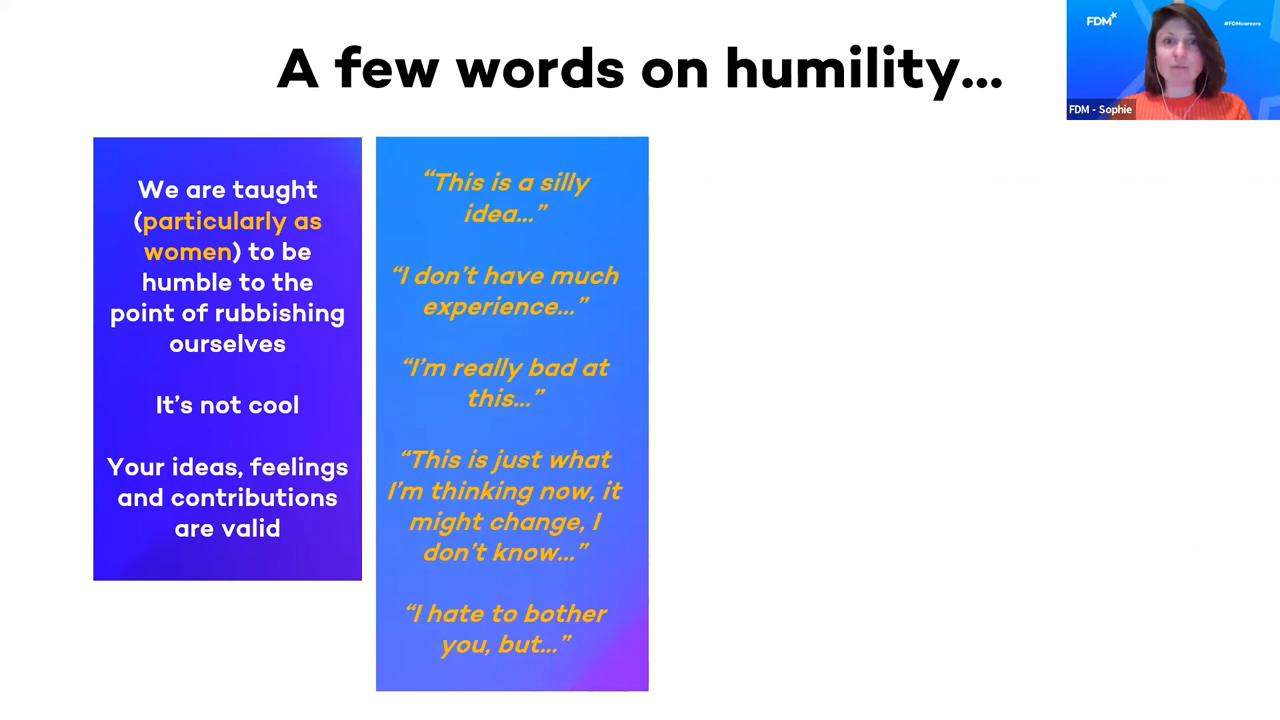 A few words on humility...
FDM
#FDMcareers
FDM - Sophie
We are taught
(particularly as
women) to be
humble to the
point of rubbishing
ourselves
It's not cool
Your ideas, feelings
and contributions
are valid
“This is a silly
idea...”
“I don't have much
experience...”
“I'm really bad at
this...”
“This is just what
I'm thinking now, it
might change, I
don't know...”
“I hate to bother
you, but...”